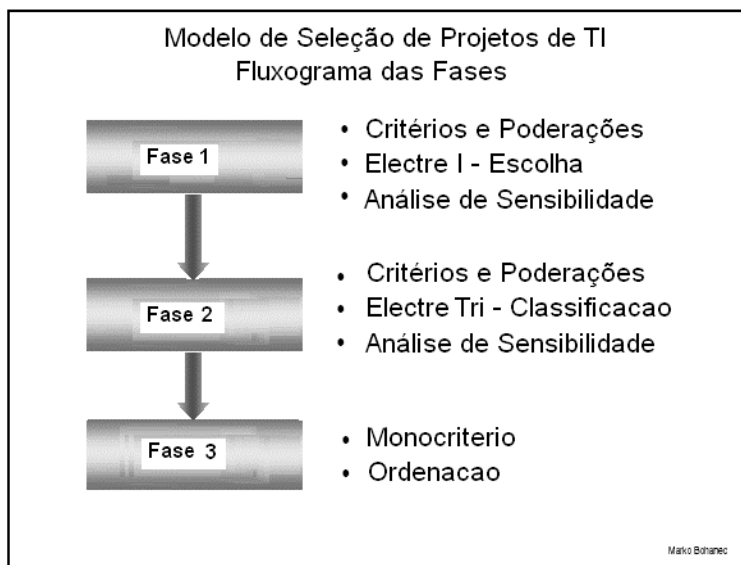 Modelo de Seleção de Projetos de TI
Fluxograma das Fases
Fase 1
• Critérios e Poderações
• Electre I - Escolha
• Análise de Sensibilidade
Fase 2
• Critérios e Poderações
• Electre Tri - Classificacao
• Análise de Sensibilidade
Fase 3
• Monocriterio
• Ordenacao
Marko Bohanec